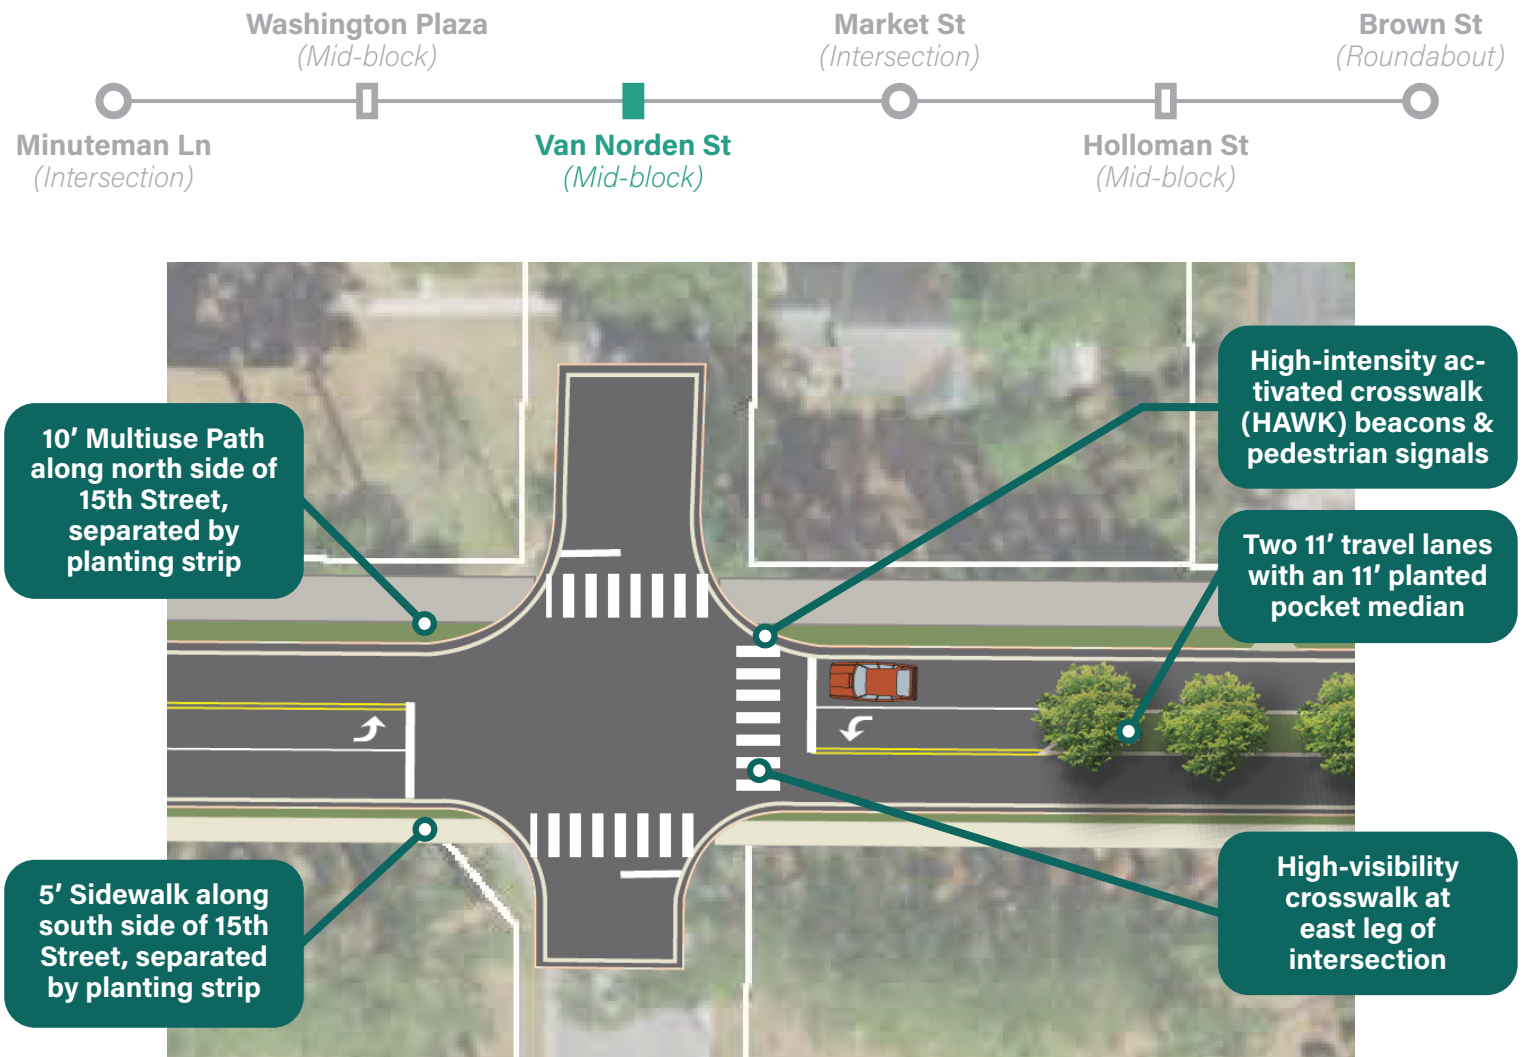 Washington Plaza
(Mid-block)
Market St
(Intersection)
Brown St
(Roundabout)
Minuteman Ln
(Intersection)
Van Norden St
(Mid-block)
Holloman St
(Mid-block)
High-intensity ac-
tivated crosswalk
(HAWK) beacons &
pedestrian signals
10′ Multiuse Path
along north side of
15th Street,
separated by
planting strip
Two 11′ travel lanes
with an 11′ planted
pocket median
5′ Sidewalk along
south side of 15th
Street, separated
by planting strip
High-visibility
crosswalk at
east leg of
intersection